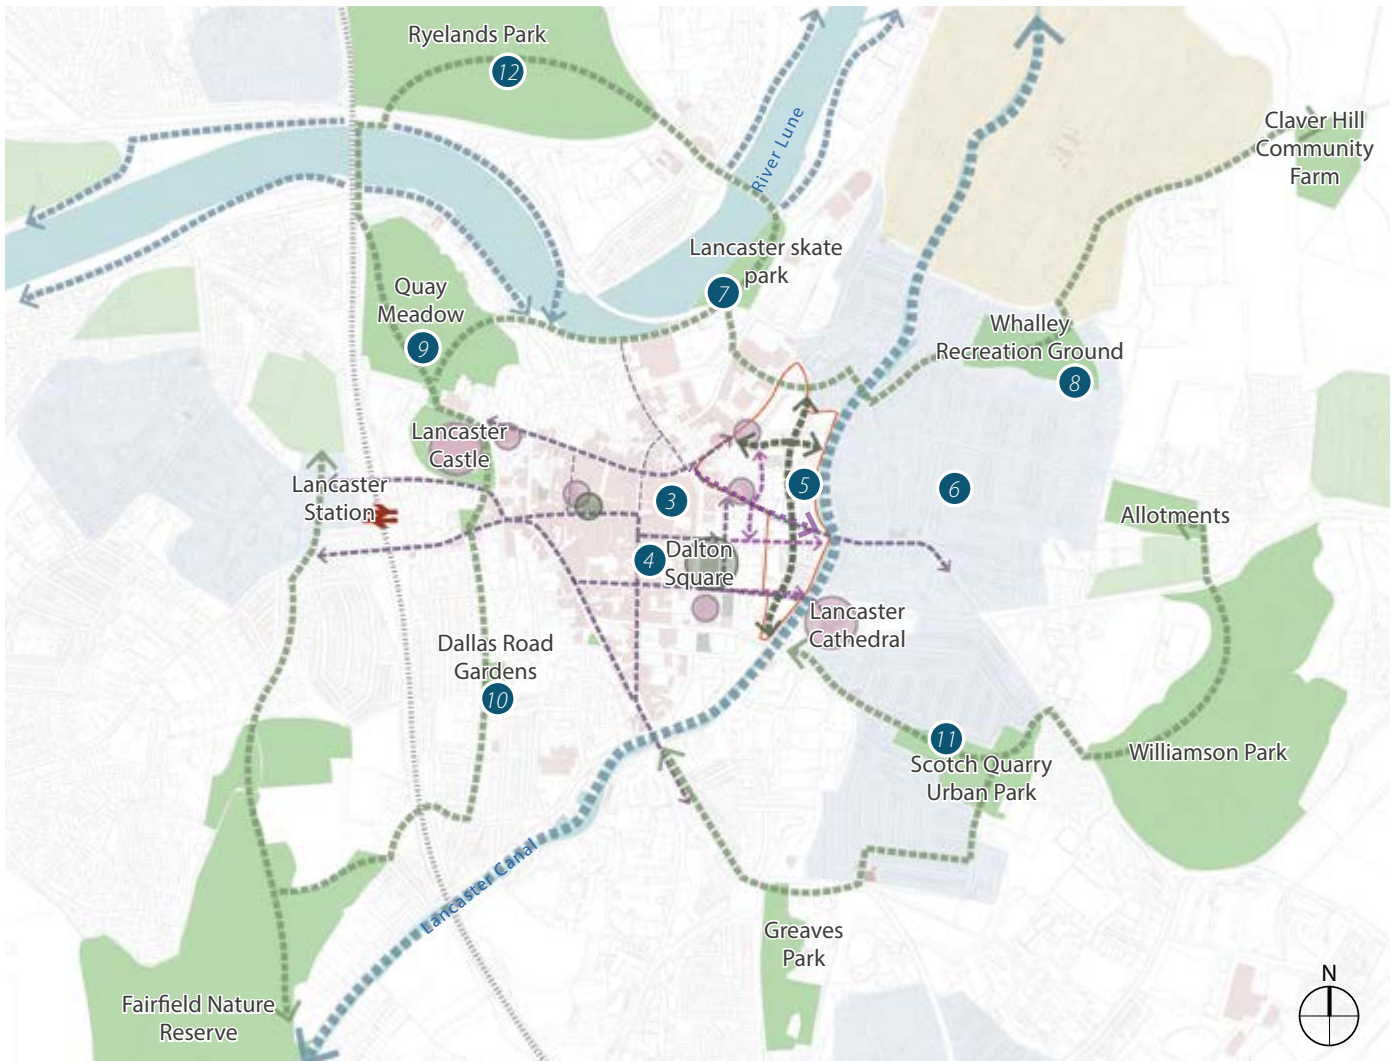 Ryelands Park
12
River Lune
Claver Hill
Community
Farm
Lancaster skate
park
7
Quay
Meadow
9
Whalley
Recreation Ground
8
Lancaster
Castle
Lancaster
Station
3
5
6
Allotments
4
Dalton
Square
Lancaster
Cathedral
Dallas Road
Gardens
10
11
Scotch Quarry
Urban Park
Williamson Park
Lancaster Canal
Greaves
Park
Fairfield Nature
Reserve
N